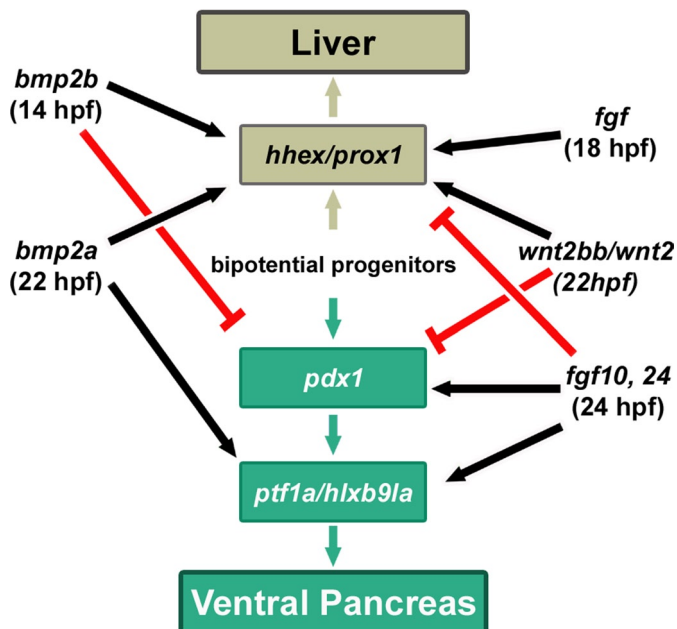 Liver
bmp2b
(14 hpf)
fgf
(18 hpf)
hhex/prox1
bmp2a
(22 hpf)
bipotential progenitors
wnt2bb/wnt2
(22hpf)
pdx1
fgf10, 24
(24 hpf)
ptf1a/hlxb9la
Ventral Pancreas